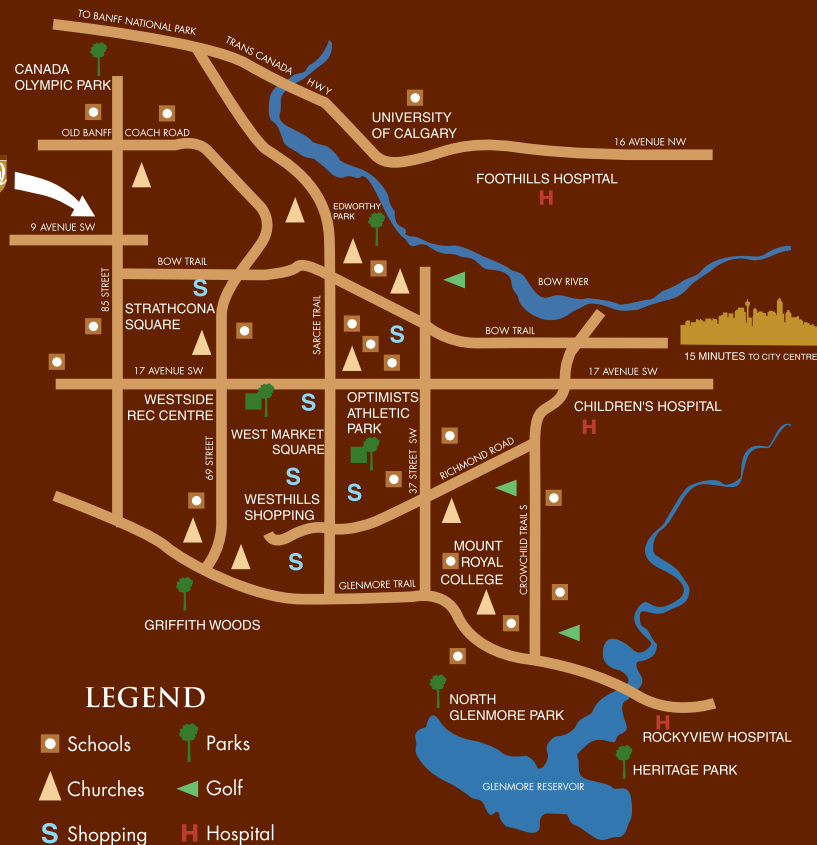 TO BANFF NATIONAL PARK
TRANS CANADA HWY
CANADA
OLYMPIC PARK
UNIVERSITY
OF CALGARY
OLD BANFF COACH ROAD
16 AVENUE NW
FOOTHILLS HOSPITAL
H
EDWORTHY
PARK
9 AVENUE SW
BOW TRAIL
85 STREET
S
STRATHCONA
SQUARE
SARCEE TRAIL
BOW RIVER
S
BOW TRAIL
15 MINUTES TO CITY CENTRE
17 AVENUE SW
17 AVENUE SW
WESTSIDE
REC CENTRE
S
OPTIMISTS
ATHLETIC
PARK
CHILDREN'S HOSPITAL
H
WEST MARKET
SQUARE
69 STREET
37 STREET SW
RICHMOND ROAD
S
S
WESTHILLS
SHOPPING
CROWCHILD TRAIL S
MOUNT
ROYAL
COLLEGE
S
GLENMORE TRAIL
GRIFFITH WOODS
NORTH
GLENMORE PARK
H
ROCKYVIEW HOSPITAL
HERITAGE PARK
GLENMORE RESERVOIR
LEGEND
Schools
Parks
Churches
Golf
S Shopping
H Hospital